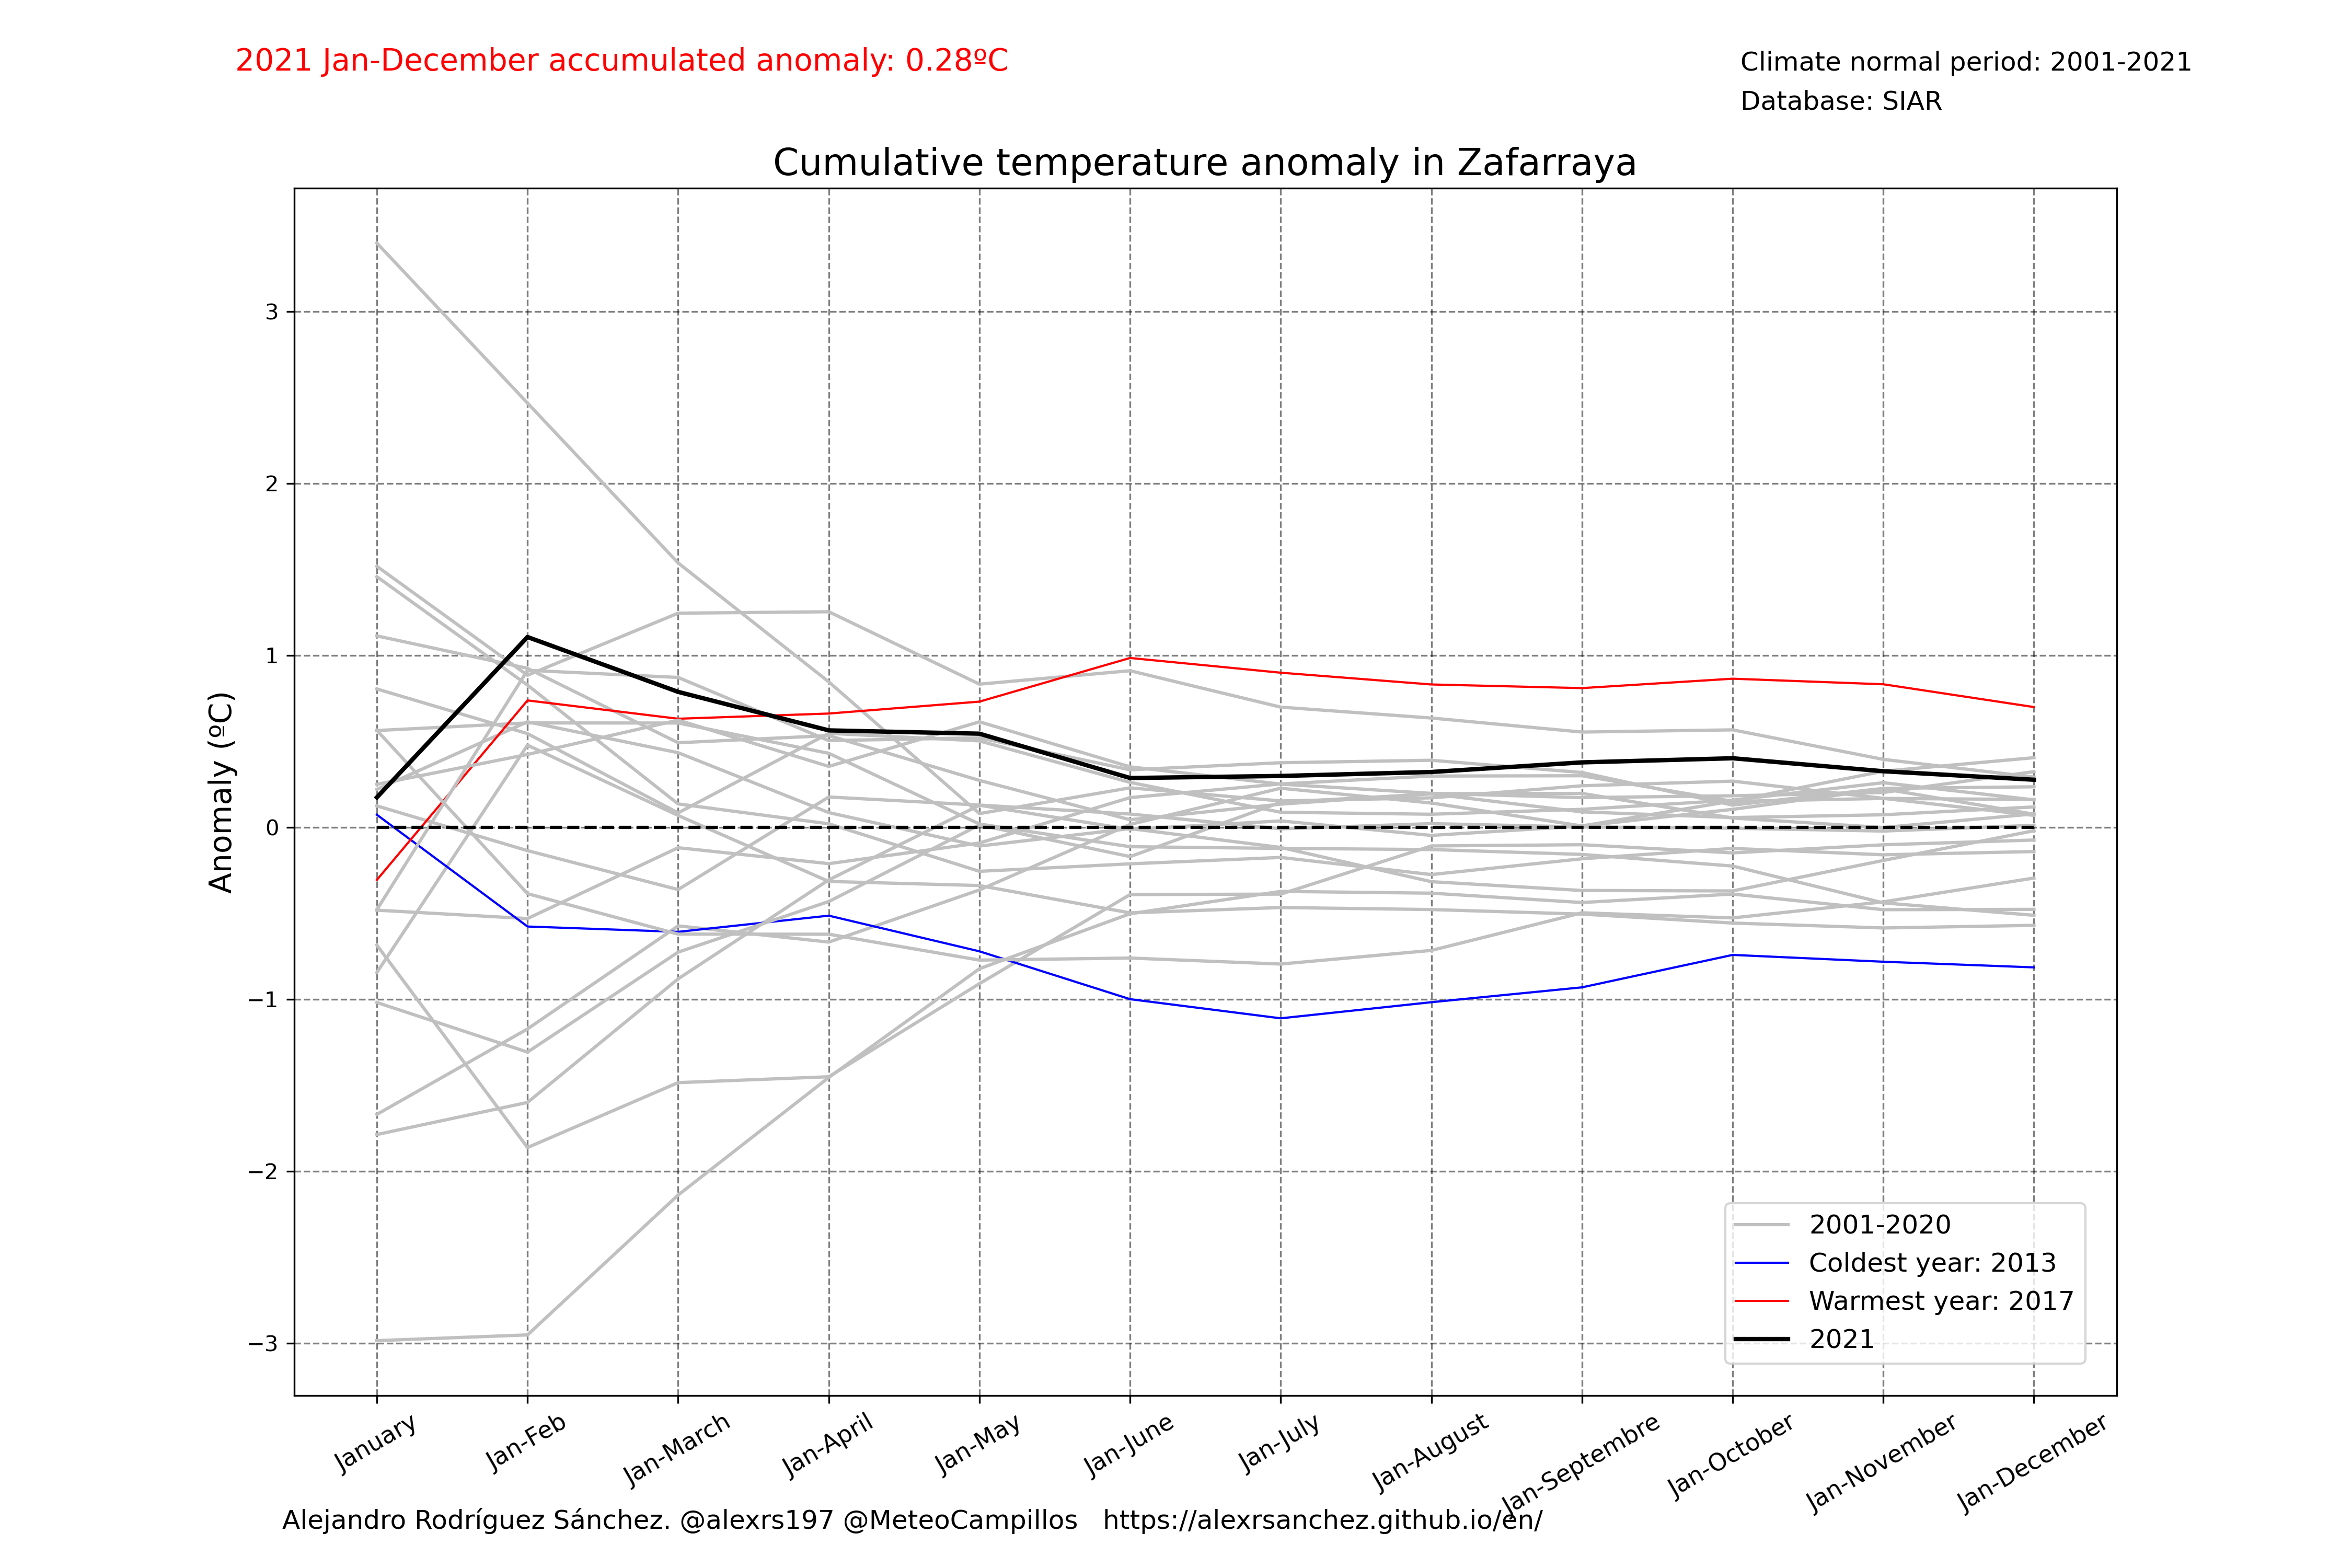 2021 Jan-December accumulated anomaly: 0.28ºC
Climate normal period: 2001-2021
Database: SIAR
Cumulative temperature anomaly in Zafarraya
Anomaly (ºC)
3
2
1
0
−1
−2
−3
2001-2020
Coldest year: 2013
Warmest year: 2017
2021
January
Jan-Feb
Jan-March
Jan-April
Jan-May
Jan-June
Jan-July
Jan-August
Jan-Septembre
Jan-October
Jan-November
Jan-December
Alejandro Rodríguez Sánchez. @alexrs197 @MeteoCampillos https://alexrsanchez.github.io/en/